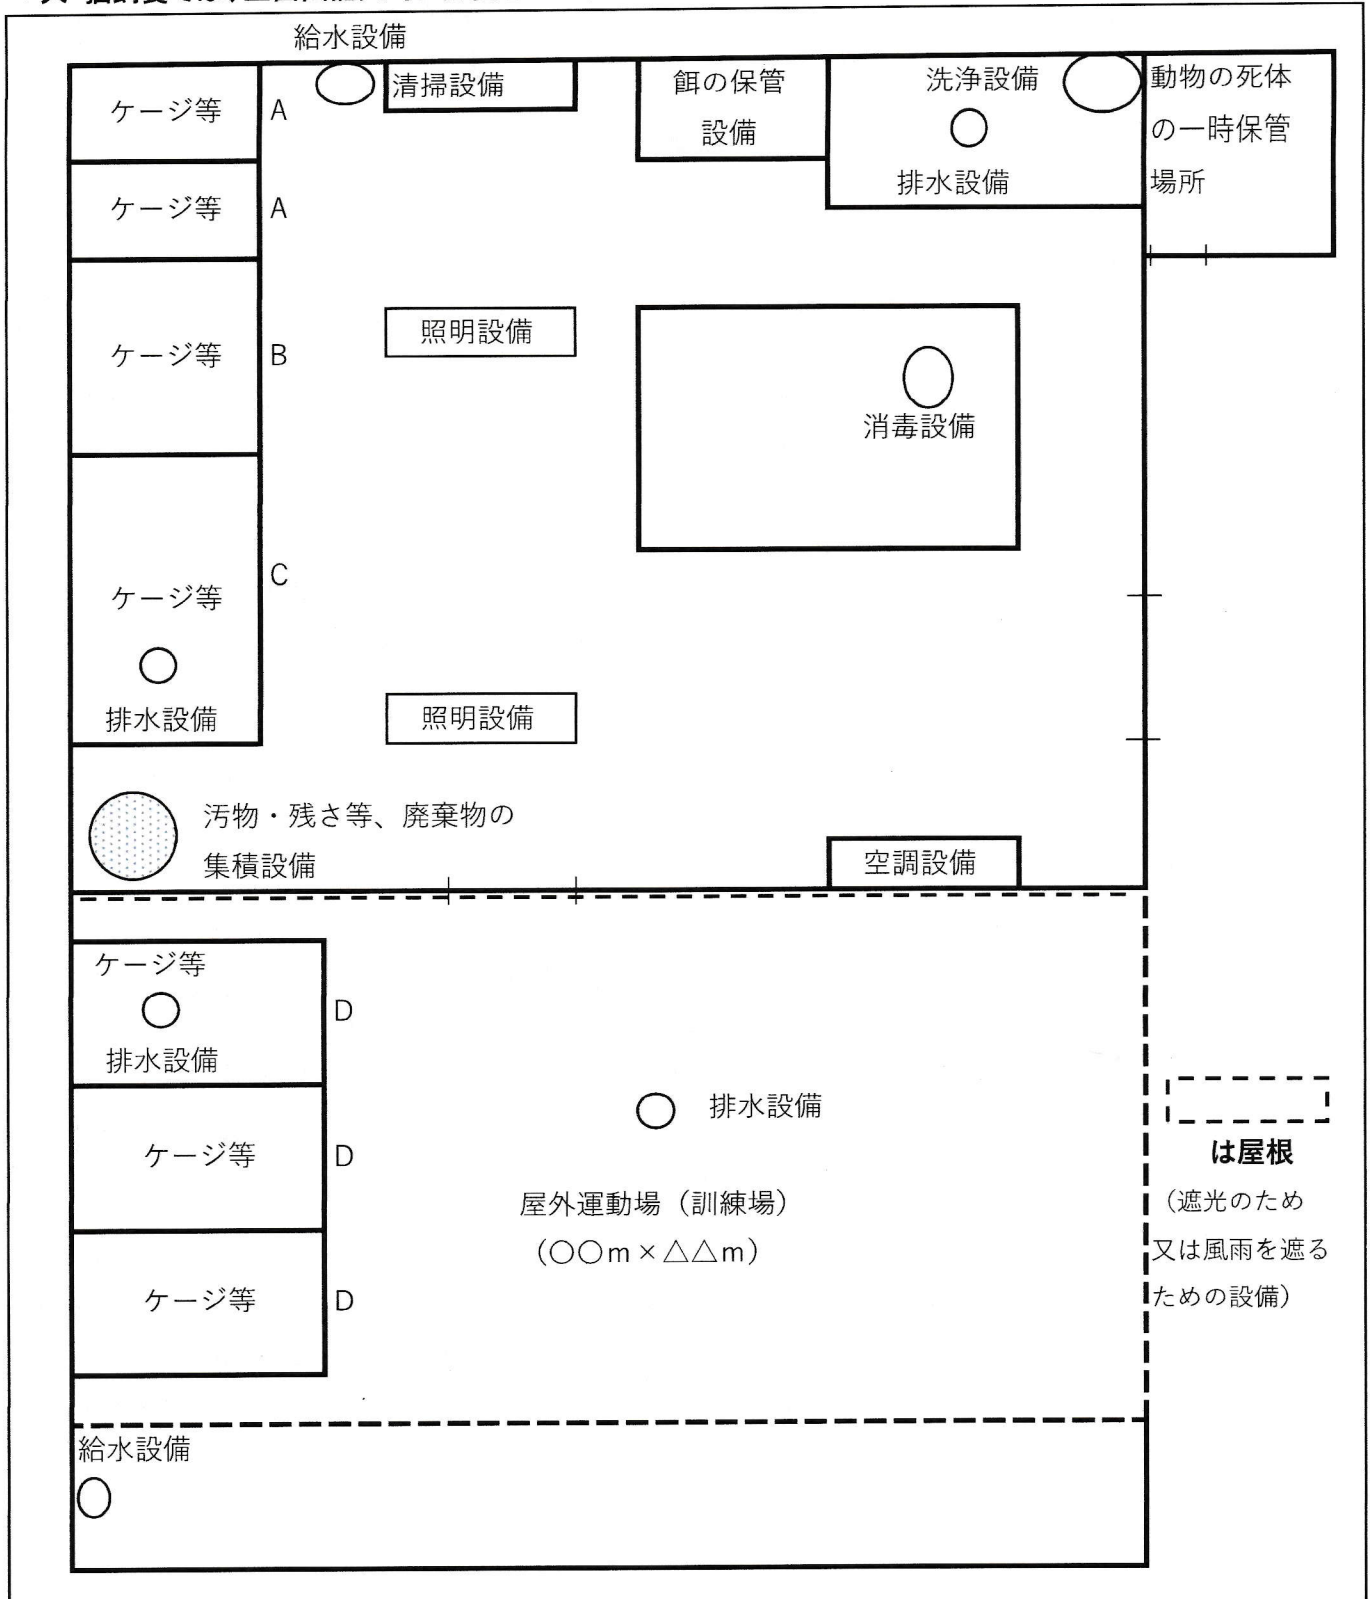 給水設備
ケージ等
A
清掃設備
餌の保管
設備
洗浄設備
排水設備
動物の死体
の一時保管
場所
ケージ等
A
ケージ等
B
照明設備
消毒設備
ケージ等
C
排水設備
照明設備
汚物・残さ等、廃棄物の
集積設備
空調設備
ケージ等
排水設備
D
ケージ等
D
ケージ等
D
排水設備
屋外運動場（訓練場）
（○○ｍ×△△ｍ）
は屋根
（遮光のため
又は風雨を遮る
ための設備）
給水設備